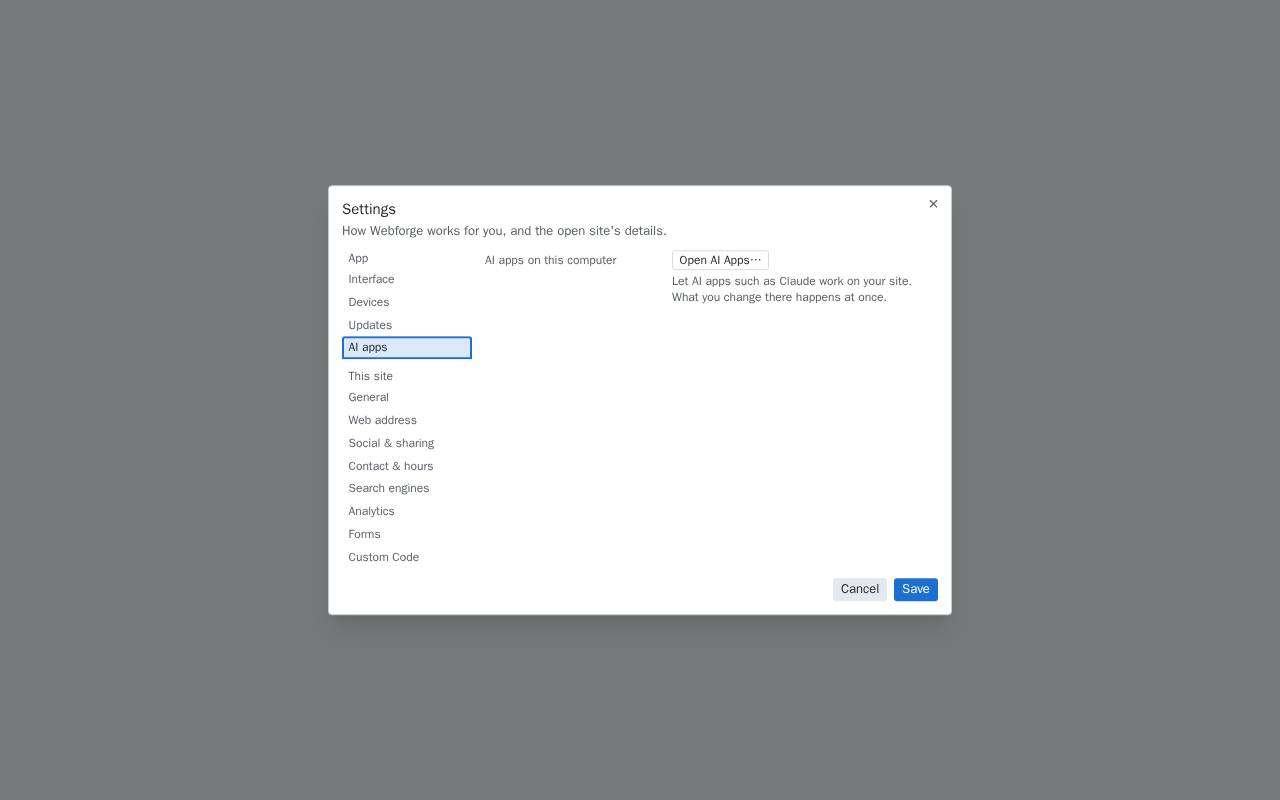 Settings
✕
How Webforge works for you, and the open site's details.
App
Interface
Devices
Updates
AI apps
This site
General
Web address
Social & sharing
Contact & hours
Search engines
Analytics
Forms
Custom Code
AI apps on this computer
Open AI Apps···
Let AI apps such as Claude work on your site.
What you change there happens at once.
Cancel
Save